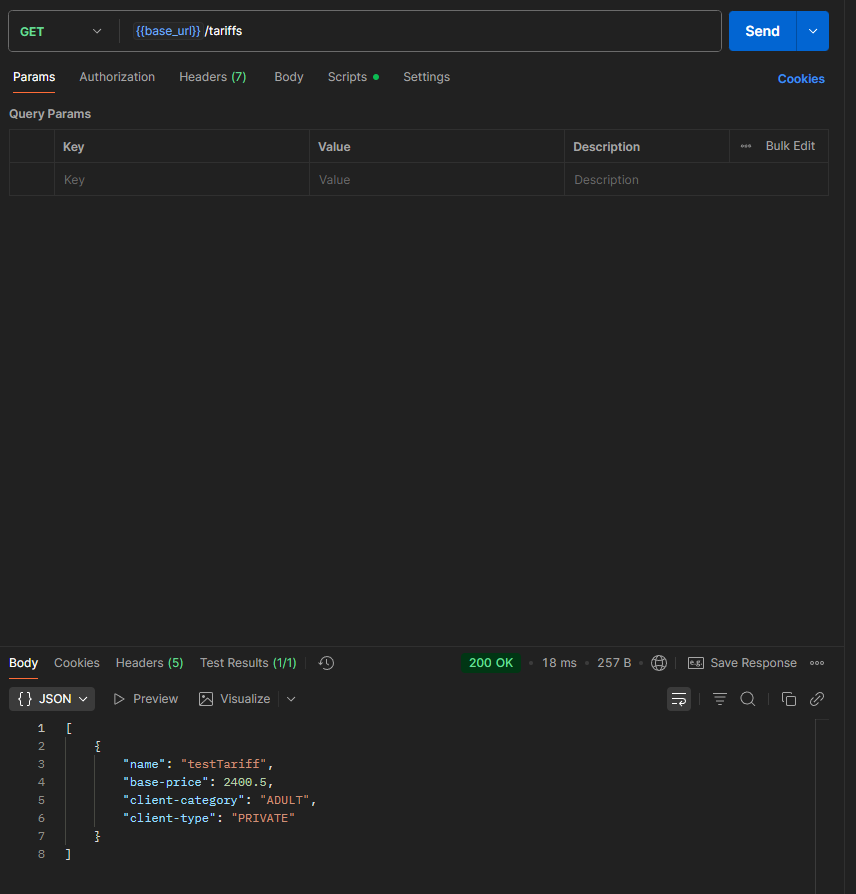 GET {{base_url}}/tariffs Send
Params Authorization Headers (7) Body Scripts Settings Cookies
Query Params
Key Value Description Bulk Edit
Key Value Description
Body Cookies Headers (5) Test Results (1/1) 200 OK 18 ms 257 B e.g. Save Response
{} JSON Preview Visualize
1 [
2 {
3 "name": "testTariff",
4 "base-price": 2400.5,
5 "client-category": "ADULT",
6 "client-type": "PRIVATE"
7 }
8 ]